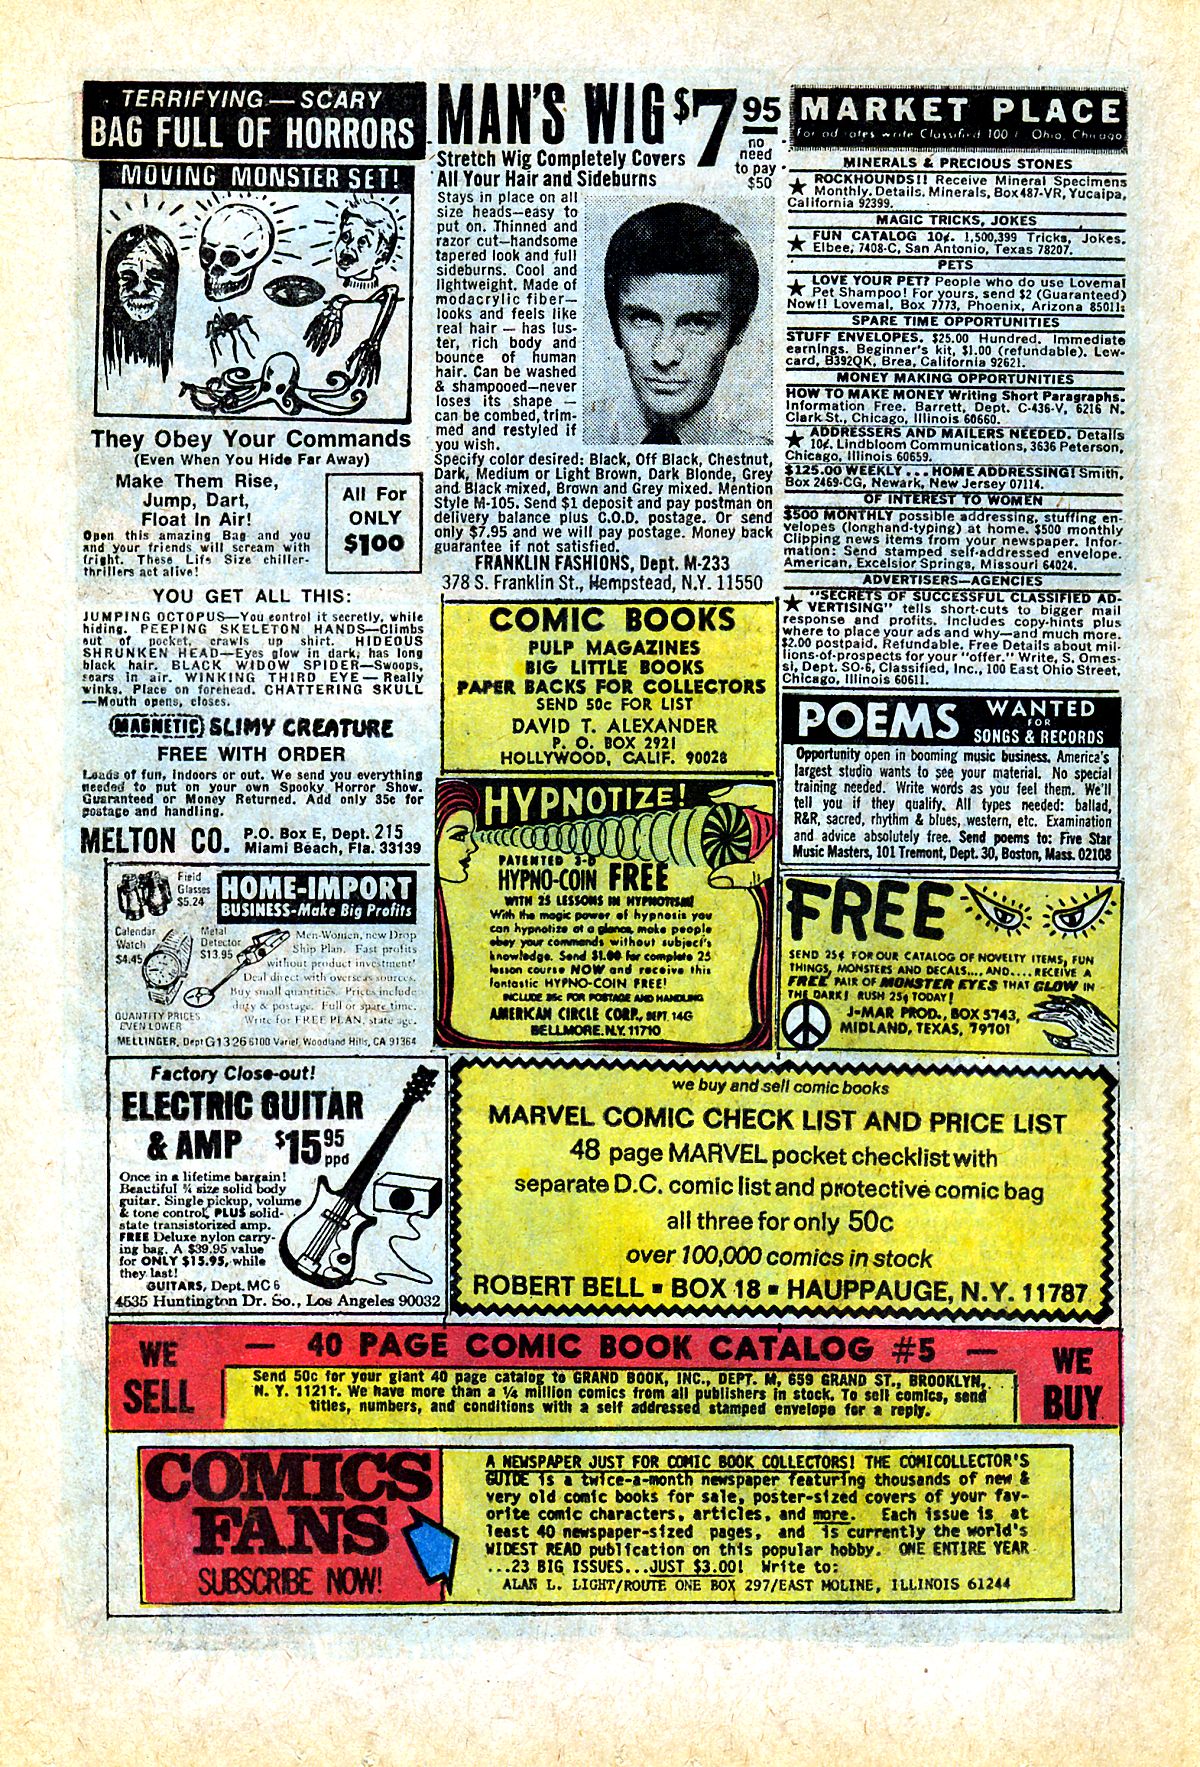 TERRIFYING — SCARY
BAG FULL OF HORRORS
MOVING MONSTER SET!
They Obey Your Commands
(Even When You Hide Far Away)
Make Them Rise,
Jump, Dart,
Float In Air!
Open this amazing Bag and you
and your friends will scream with
fright. These Life Size chiller-
thrillers act alive!
All For
ONLY
$1 00
YOU GET ALL THIS:
JUMPING OCTOPUS—You control it secretly, while
hiding. PEEPING SKELETON HANDS—Climbs
out of pocket, crawls up shirt. HIDEOUS
SHRUNKEN HEAD—Eyes glow in dark, has long
black hair. BLACK WIDOW SPIDER—Swoops,
soars in air. WINKING THIRD EYE—Really
winks. Place on forehead. CHATTERING SKULL
—Mouth opens, closes.
(MAGNETIC) SLIMY CREATURE
FREE WITH ORDER
Loads of fun, indoors or out. We send you everything
needed to put on your own Spooky Horror Show.
Guaranteed or Money Returned. Add only 35c for
postage and handling.
MELTON CO. P.O. Box E, Dept. 215
Miami Beach, Fla. 33139
Field
Glasses
$5.24
HOME-IMPORT
BUSINESS-Make Big Profits
Calendar
Watch
$4.45
Metal
Detector
$13.95
Men-Women, new Drop
Ship Plan. Fast profits
without product investment!
Deal direct with overseas sources.
Buy small quantities. Prices include
duty & postage. Full or spare time.
Write for FREE PLAN, state age.
QUANTITY PRICES
EVEN LOWER
MELLINGER, Dept G1326 6100 Variel, Woodland Hills, CA 91364
Factory Close-out!
ELECTRIC GUITAR
& AMP $15 95 ppd
Once in a lifetime bargain!
Beautiful ¾ size solid body
guitar. Single pickup, volume
& tone control, PLUS solid-
state transistorized amp.
FREE Deluxe nylon carry-
ing bag. A $39.95 value
for ONLY $15.95, while
they last!
GUITARS, Dept. MC 6
4535 Huntington Dr. So., Los Angeles 90032
MAN'S WIG $7 95
no
need
to pay
$50
Stretch Wig Completely Covers
All Your Hair and Sideburns
Stays in place on all
size heads—easy to
put on. Thinned and
razor cut—handsome
tapered look and full
sideburns. Cool and
lightweight. Made of
modacrylic fiber—
looks and feels like
real hair — has lus-
ter, rich body and
bounce of human
hair. Can be washed
& shampooed—never
loses its shape —
can be combed, trim-
med and restyled if
you wish.
Specify color desired: Black, Off Black, Chestnut,
Dark, Medium or Light Brown, Dark Blonde, Grey
and Black mixed, Brown and Grey mixed. Mention
Style M-105. Send $1 deposit and pay postman on
delivery balance plus C.O.D. postage. Or send
only $7.95 and we will pay postage. Money back
guarantee if not satisfied.
FRANKLIN FASHIONS, Dept. M-233
378 S. Franklin St., Hempstead, N.Y. 11550
COMIC BOOKS
PULP MAGAZINES
BIG LITTLE BOOKS
PAPER BACKS FOR COLLECTORS
SEND 50c FOR LIST
DAVID T. ALEXANDER
P. O. BOX 2921
HOLLYWOOD, CALIF. 90028
HYPNOTIZE!
PATENTED 3-D
HYPNO-COIN FREE
WITH 25 LESSONS IN HYPNOTISM!
With the magic power of hypnosis you
can hypnotize at a glance, make people
obey your commands without subject's
knowledge. Send $1.00 for complete 25
lesson course NOW and receive this
fantastic HYPNO-COIN FREE!
INCLUDE 35c FOR POSTAGE AND HANDLING
AMERICAN CIRCLE CORP., DEPT. 14G
BELLMORE, N.Y. 11710
MARKET PLACE
For ad rates write Classified 100 E Ohio, Chicago
MINERALS & PRECIOUS STONES
★ ROCKHOUNDS!! Receive Mineral Specimens
Monthly. Details. Minerals, Box 487-VR, Yucaipa,
California 92399.
MAGIC TRICKS, JOKES
★ FUN CATALOG 10¢. 1,500,399 Tricks, Jokes.
Elbee, 7408-C, San Antonio, Texas 78207.
PETS
★ LOVE YOUR PET? People who do use Lovemal
Pet Shampoo! For yours, send $2 (Guaranteed)
Now!! Lovemal, Box 7773, Phoenix, Arizona 85011.
SPARE TIME OPPORTUNITIES
STUFF ENVELOPES. $25.00 Hundred. Immediate
earnings. Beginner's kit, $1.00 (refundable). Lew-
card, B392QK, Brea, California 92621.
MONEY MAKING OPPORTUNITIES
HOW TO MAKE MONEY Writing Short Paragraphs.
Information Free. Barrett, Dept. C-436-V, 6216 N.
Clark St., Chicago, Illinois 60660.
★ ADDRESSERS AND MAILERS NEEDED. Details
10¢. Lindbloom Communications, 3636 Peterson,
Chicago, Illinois 60659.
$125.00 WEEKLY . . . HOME ADDRESSING! Smith,
Box 2469-CG, Newark, New Jersey 07114.
OF INTEREST TO WOMEN
$500 MONTHLY possible addressing, stuffing en-
velopes (longhand-typing) at home. $500 monthly
Clipping news items from your newspaper. Infor-
mation: Send stamped self-addressed envelope.
American, Excelsior Springs, Missouri 64024.
ADVERTISERS—AGENCIES
★ "SECRETS OF SUCCESSFUL CLASSIFIED AD-
VERTISING" tells short-cuts to bigger mail
response and profits. Includes copy-hints plus
where to place your ads and why—and much more.
$2.00 postpaid. Refundable. Free Details about mil-
lions-of-prospects for your "offer." Write, S. Omes-
si, Dept. SO-6, Classified, Inc., 100 East Ohio Street,
Chicago, Illinois 60611.
POEMS WANTED
FOR
SONGS & RECORDS
Opportunity open in booming music business. America's
largest studio wants to see your material. No special
training needed. Write words as you feel them. We'll
tell you if they qualify. All types needed: ballad,
R&R, sacred, rhythm & blues, western, etc. Examination
and advice absolutely free. Send poems to: Five Star
Music Masters, 101 Tremont, Dept. 30, Boston, Mass. 02108
FREE
SEND 25¢ FOR OUR CATALOG OF NOVELTY ITEMS, FUN
THINGS, MONSTERS AND DECALS.... AND.... RECEIVE A
FREE PAIR OF MONSTER EYES THAT GLOW IN
THE DARK! RUSH 25¢ TODAY!
J-MAR PROD., BOX 5743,
MIDLAND, TEXAS, 79701
we buy and sell comic books
MARVEL COMIC CHECK LIST AND PRICE LIST
48 page MARVEL pocket checklist with
separate D.C. comic list and protective comic bag
all three for only 50c
over 100,000 comics in stock
ROBERT BELL ▪ BOX 18 ▪ HAUPPAUGE, N.Y. 11787
WE
SELL
— 40 PAGE COMIC BOOK CATALOG #5 —
Send 50c for your giant 40 page catalog to GRAND BOOK, INC., DEPT. M, 659 GRAND ST., BROOKLYN,
N. Y. 11211. We have more than a ¼ million comics from all publishers in stock. To sell comics, send
titles, numbers, and conditions with a self addressed stamped envelope for a reply.
WE
BUY
COMICS
FANS
SUBSCRIBE NOW!
A NEWSPAPER JUST FOR COMIC BOOK COLLECTORS! THE COMICOLLECTOR'S
GUIDE is a twice-a-month newspaper featuring thousands of new &
very old comic books for sale, poster-sized covers of your fav-
orite comic characters, articles, and more. Each issue is at
least 40 newspaper-sized pages, and is currently the world's
WIDEST READ publication on this popular hobby. ONE ENTIRE YEAR
...23 BIG ISSUES...JUST $3.00! Write to:
ALAN L. LIGHT/ROUTE ONE BOX 297/EAST MOLINE, ILLINOIS 61244